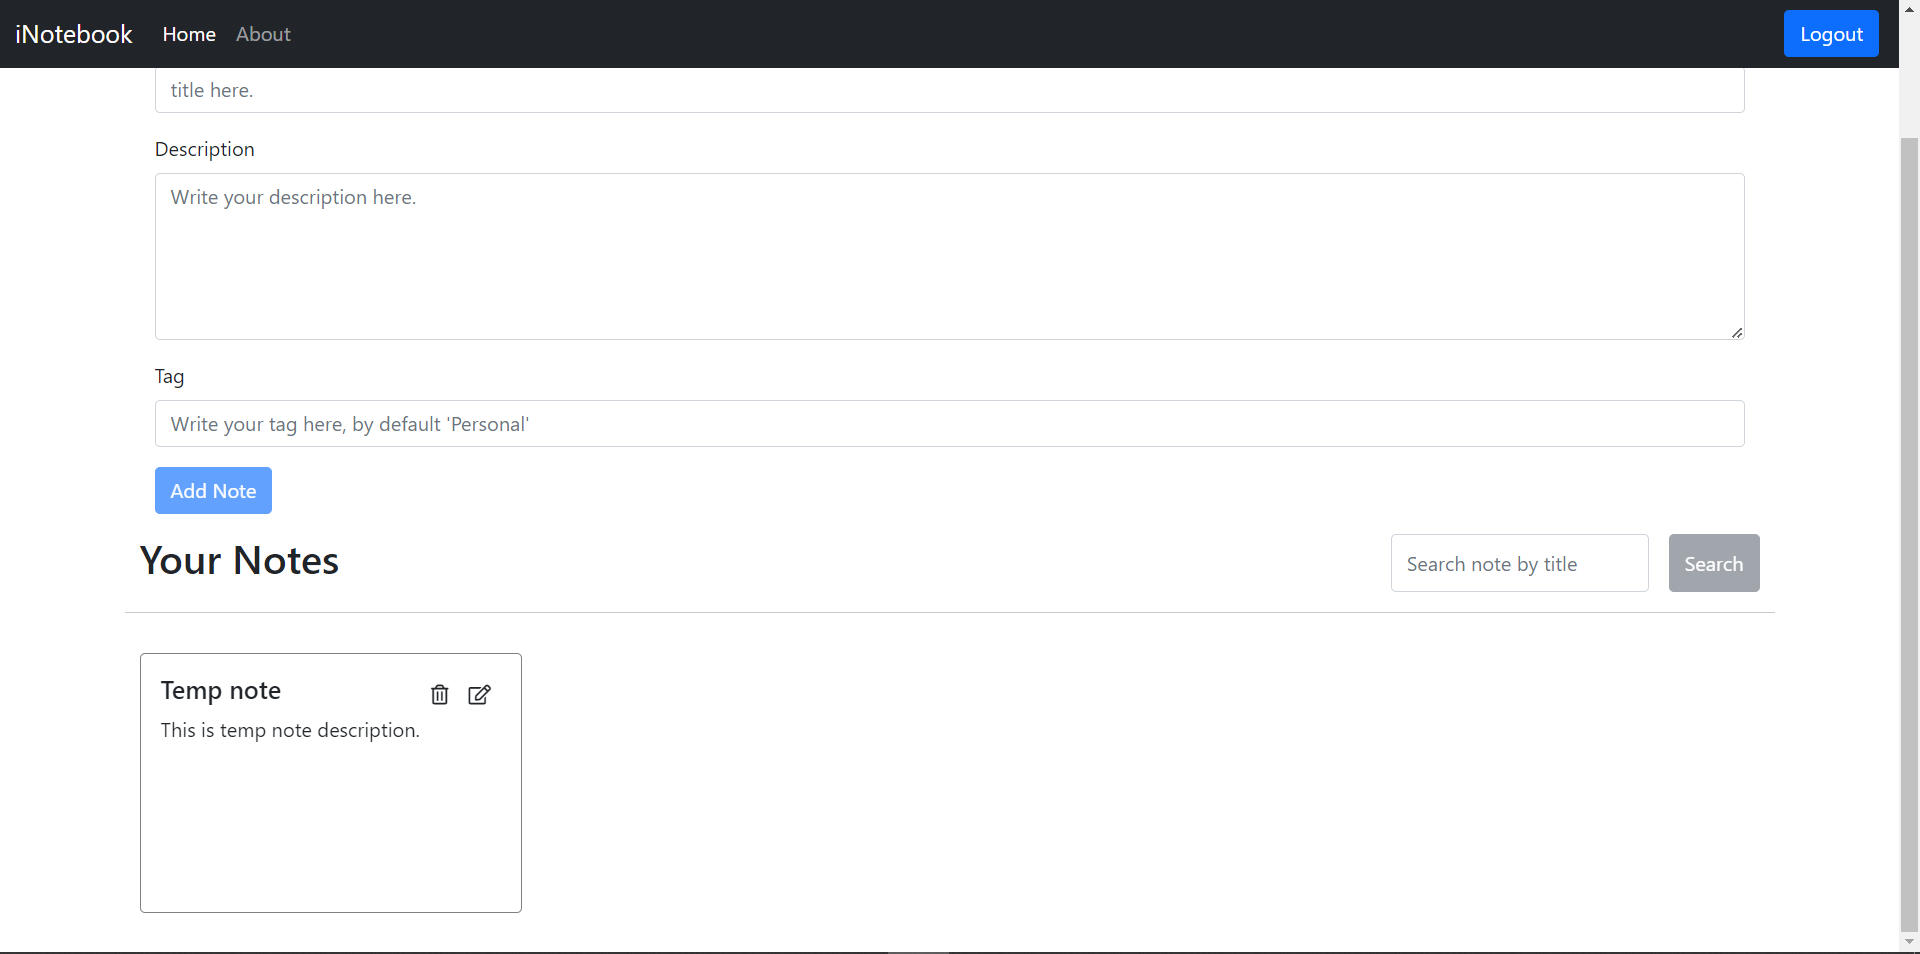 iNotebook Home About Logout
title here.
Description
Write your description here.
Tag
Write your tag here, by default 'Personal'
Add Note
Your Notes Search note by title Search
Temp note
This is temp note description.